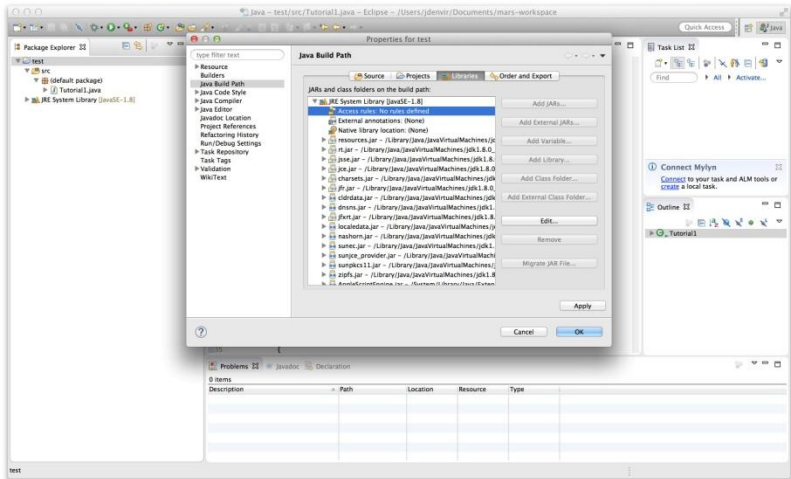 Java - test/src/Tutorial1.java - Eclipse - /Users/jdenvir/Documents/mars-workspace
Quick Access
Java
Package Explorer
test
src
(default package)
Tutorial1.java
JRE System Library [JavaSE-1.8]
Properties for test
type filter text
Resource
Builders
Java Build Path
Java Code Style
Java Compiler
Java Editor
Javadoc Location
Project References
Refactoring History
Run/Debug Settings
Task Repository
Task Tags
Validation
WikiText
Java Build Path
Source
Projects
Libraries
Order and Export
JARs and class folders on the build path:
JRE System Library [JavaSE-1.8]
Access rules: No rules defined
External annotations: (None)
Native library location: (None)
resources.jar - /Library/Java/JavaVirtualMachines/jc
rt.jar - /Library/Java/JavaVirtualMachines/jdk1.8.0_
jsse.jar - /Library/Java/JavaVirtualMachines/jdk1.8.
jce.jar - /Library/Java/JavaVirtualMachines/jdk1.8.0
charsets.jar - /Library/Java/JavaVirtualMachines/jdk
jfr.jar - /Library/Java/JavaVirtualMachines/jdk1.8.0_
cldrdata.jar - /Library/Java/JavaVirtualMachines/jdk
dnsns.jar - /Library/Java/JavaVirtualMachines/jdk1.
jfxrt.jar - /Library/Java/JavaVirtualMachines/jdk1.8.
localedata.jar - /Library/Java/JavaVirtualMachines/j
nashorn.jar - /Library/Java/JavaVirtualMachines/jdk
sunec.jar - /Library/Java/JavaVirtualMachines/jdk1.
sunjce_provider.jar - /Library/Java/JavaVirtualMachi
sunpkcs11.jar - /Library/Java/JavaVirtualMachines/j
zipfs.jar - /Library/Java/JavaVirtualMachines/jdk1.8
AppleScriptEngine.jar - /System/Library/Java/Exten
Add JARs...
Add External JARs...
Add Variable...
Add Library...
Add Class Folder...
Add External Class Folder...
Edit...
Remove
Migrate JAR File...
Apply
Cancel
OK
Task List
Find
All
Activate...
Connect Mylyn
Connect to your task and ALM tools or
create a local task.
Outline
Tutorial1
{
Problems
Javadoc
Declaration
0 items
Description
Path
Location
Resource
Type
test